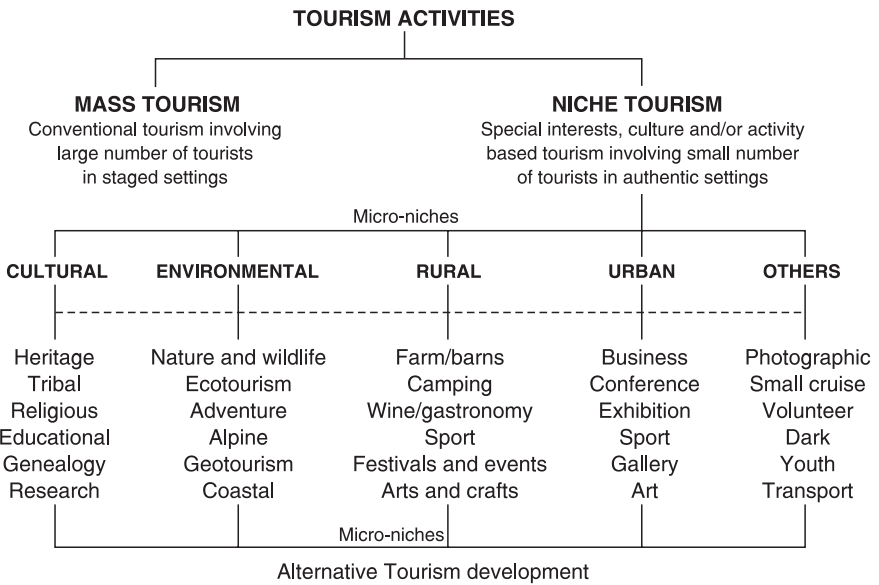 TOURISM ACTIVITIES
MASS TOURISM
Conventional tourism involving
large number of tourists
in staged settings
NICHE TOURISM
Special interests, culture and/or activity
based tourism involving small number
of tourists in authentic settings
Micro-niches
CULTURAL ENVIRONMENTAL RURAL URBAN OTHERS
Heritage Nature and wildlife Farm/barns Business Photographic
Tribal Ecotourism Camping Conference Small cruise
Religious Adventure Wine/gastronomy Exhibition Volunteer
Educational Alpine Sport Sport Dark
Genealogy Geotourism Festivals and events Gallery Youth
Research Coastal Arts and crafts Art Transport
Micro-niches
Alternative Tourism development